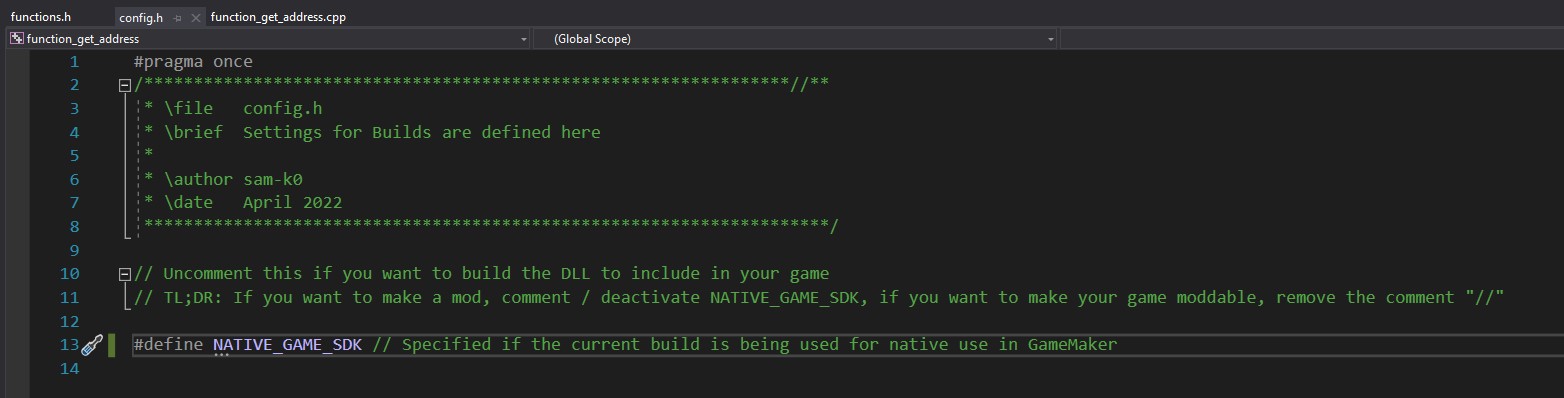 functions.h config.h function_get_address.cpp
function_get_address (Global Scope)
1 #pragma once
2 /*****************************************************************//**
3 * \file   config.h
4 * \brief  Settings for Builds are defined here
5 *
6 * \author sam-k0
7 * \date   April 2022
8 *********************************************************************/
9
10 // Uncomment this if you want to build the DLL to include in your game
11 // TL;DR: If you want to make a mod, comment / deactivate NATIVE_GAME_SDK, if you want to make your game moddable, remove the comment "//"
12
13 #define NATIVE_GAME_SDK // Specified if the current build is being used for native use in GameMaker
14